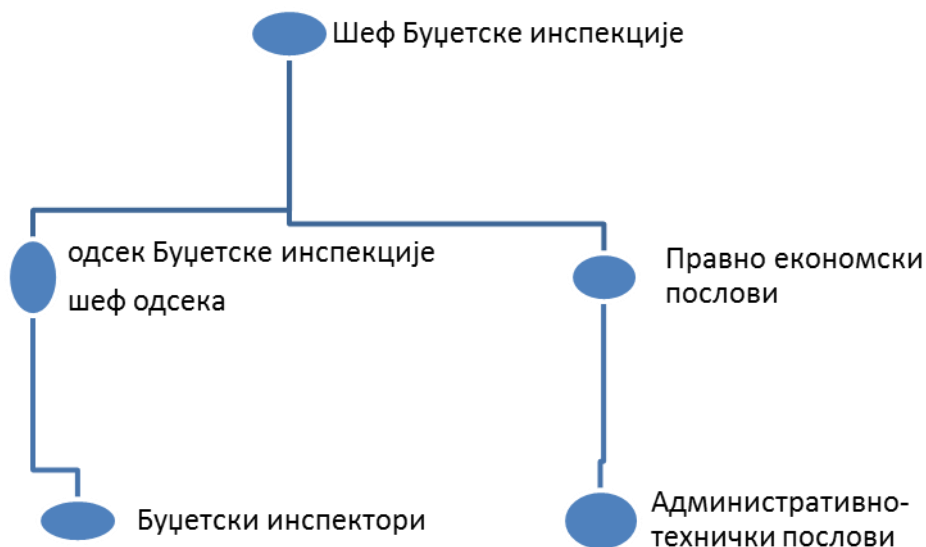 Шеф Буџетске инспекције
одсек Буџетске инспекције
шеф одсека
Правно економски
послови
Буџетски инспектори
Административно-
технички послови